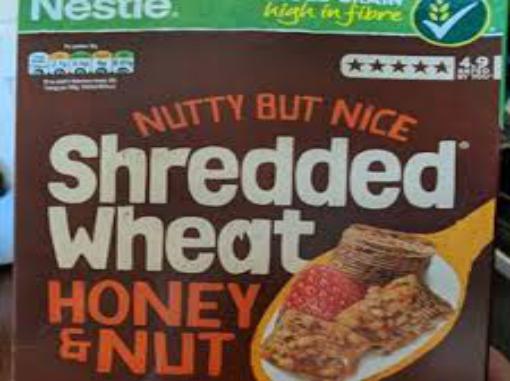 Nestlé
high in fibre
4.9
NUTTY BUT NICE
Shredded
Wheat
HONEY
& NUT